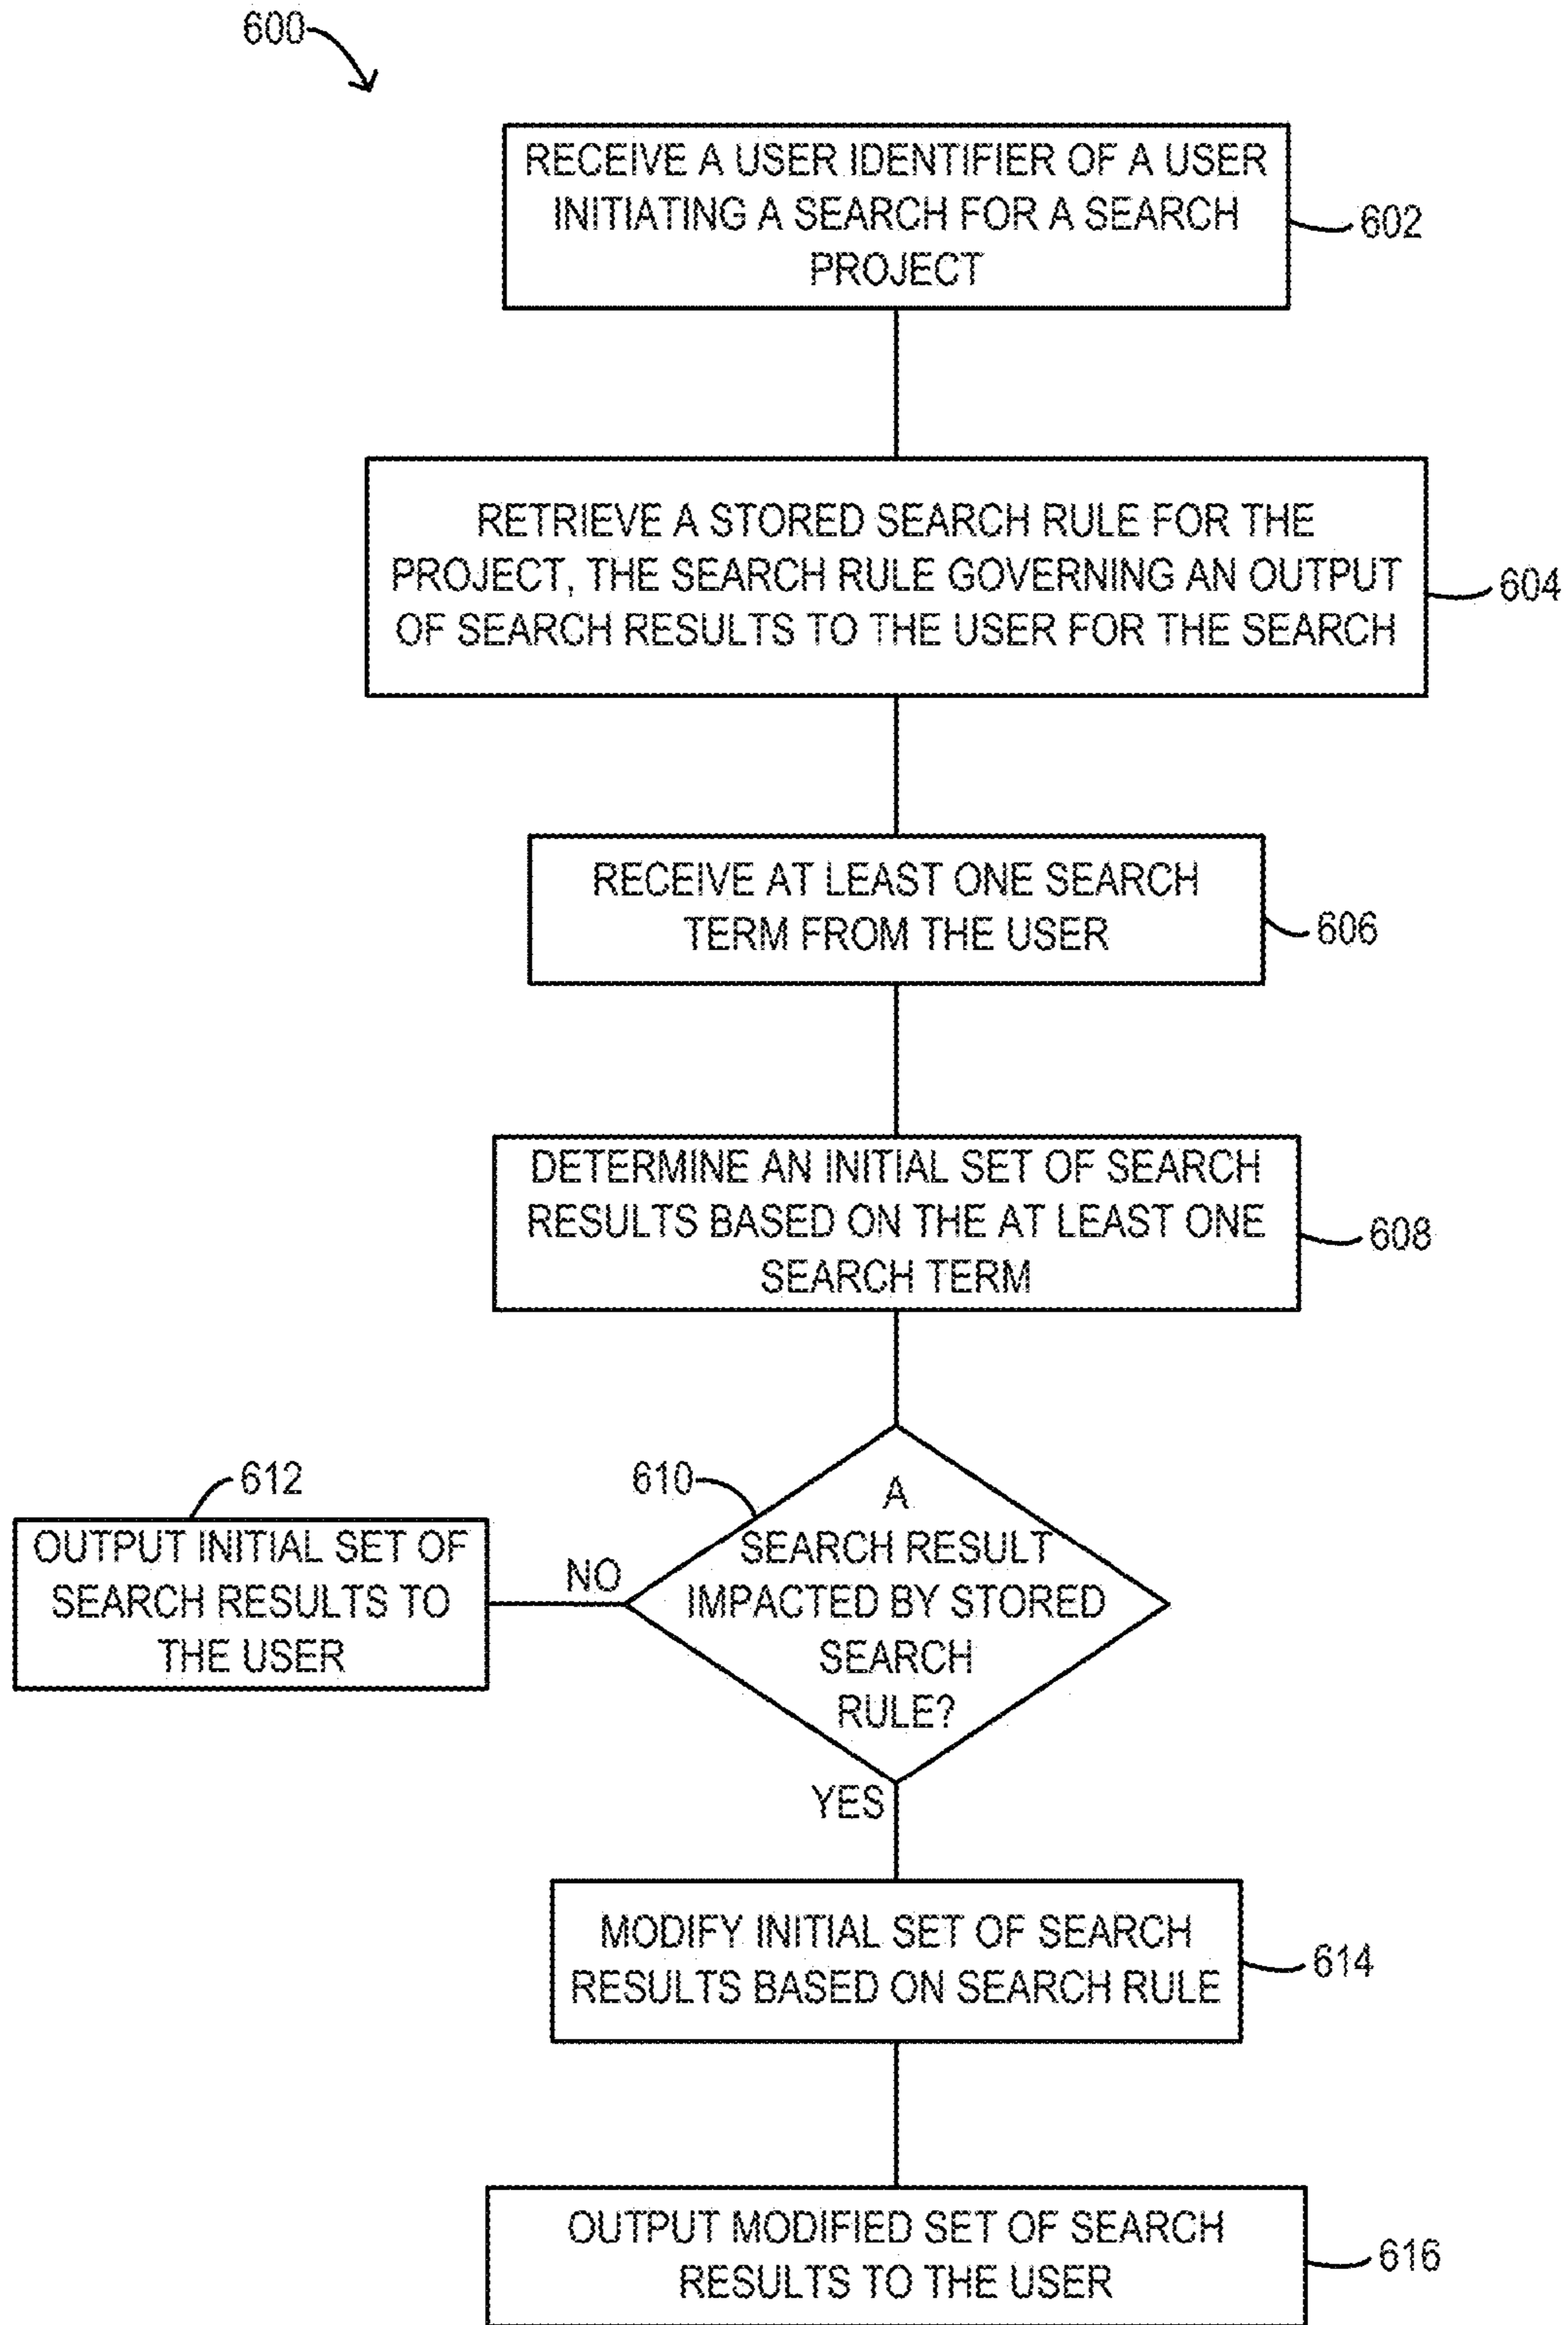 600
RECEIVE A USER IDENTIFIER OF A USER
INITIATING A SEARCH FOR A SEARCH
PROJECT
602
RETRIEVE A STORED SEARCH RULE FOR THE
PROJECT, THE SEARCH RULE GOVERNING AN OUTPUT
OF SEARCH RESULTS TO THE USER FOR THE SEARCH
604
RECEIVE AT LEAST ONE SEARCH
TERM FROM THE USER
606
DETERMINE AN INITIAL SET OF SEARCH
RESULTS BASED ON THE AT LEAST ONE
SEARCH TERM
608
610
A
SEARCH RESULT
IMPACTED BY STORED
SEARCH
RULE?
NO
612
OUTPUT INITIAL SET OF
SEARCH RESULTS TO
THE USER
YES
MODIFY INITIAL SET OF SEARCH
RESULTS BASED ON SEARCH RULE
614
OUTPUT MODIFIED SET OF SEARCH
RESULTS TO THE USER
616